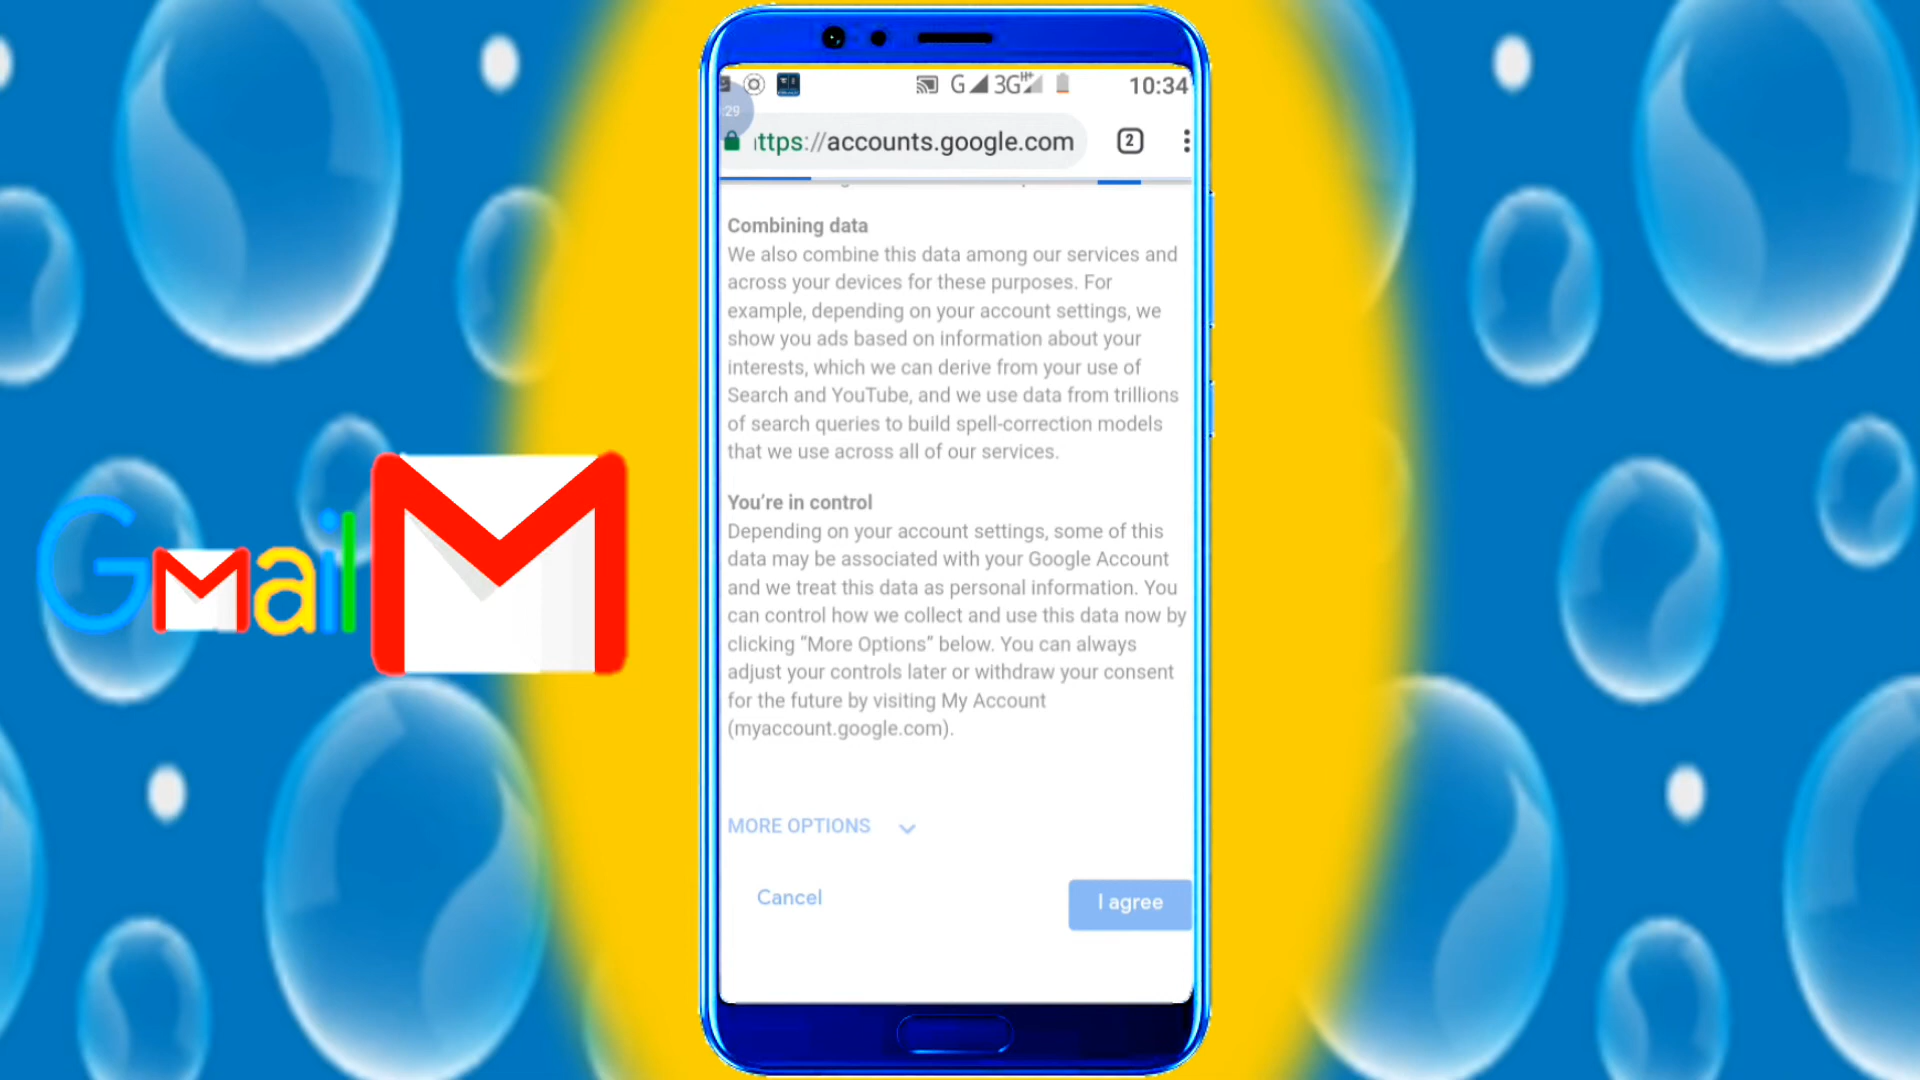 Gmail
G 3G H+ 10:34
:29
ttps://accounts.google.com 2
Combining data
We also combine this data among our services and
across your devices for these purposes. For
example, depending on your account settings, we
show you ads based on information about your
interests, which we can derive from your use of
Search and YouTube, and we use data from trillions
of search queries to build spell-correction models
that we use across all of our services.
You’re in control
Depending on your account settings, some of this
data may be associated with your Google Account
and we treat this data as personal information. You
can control how we collect and use this data now by
clicking “More Options” below. You can always
adjust your controls later or withdraw your consent
for the future by visiting My Account
(myaccount.google.com).
MORE OPTIONS
Cancel
I agree